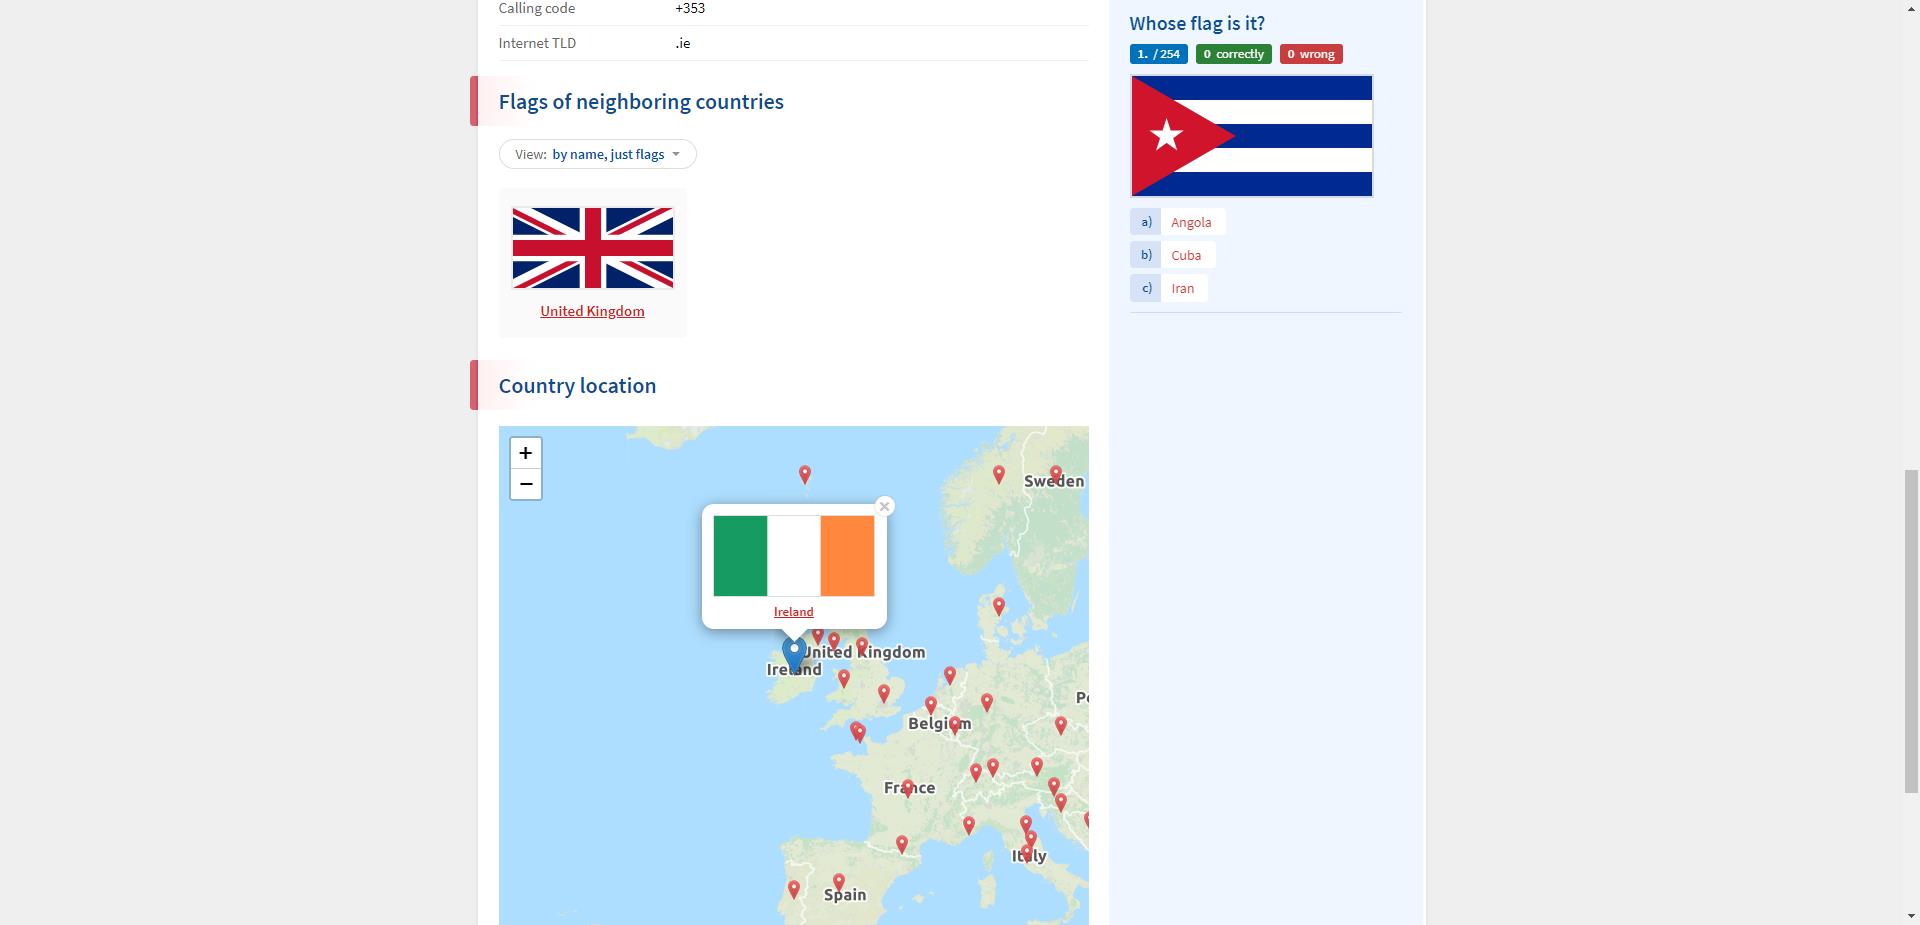 Calling code +353
Internet TLD .ie
Flags of neighboring countries
View: by name, just flags
United Kingdom
Country location
+
−
Sweden
×
Ireland
United Kingdom
Ireland
Belgium
France
Italy
Spain
Whose flag is it?
1. / 254 0 correctly 0 wrong
a) Angola
b) Cuba
c) Iran